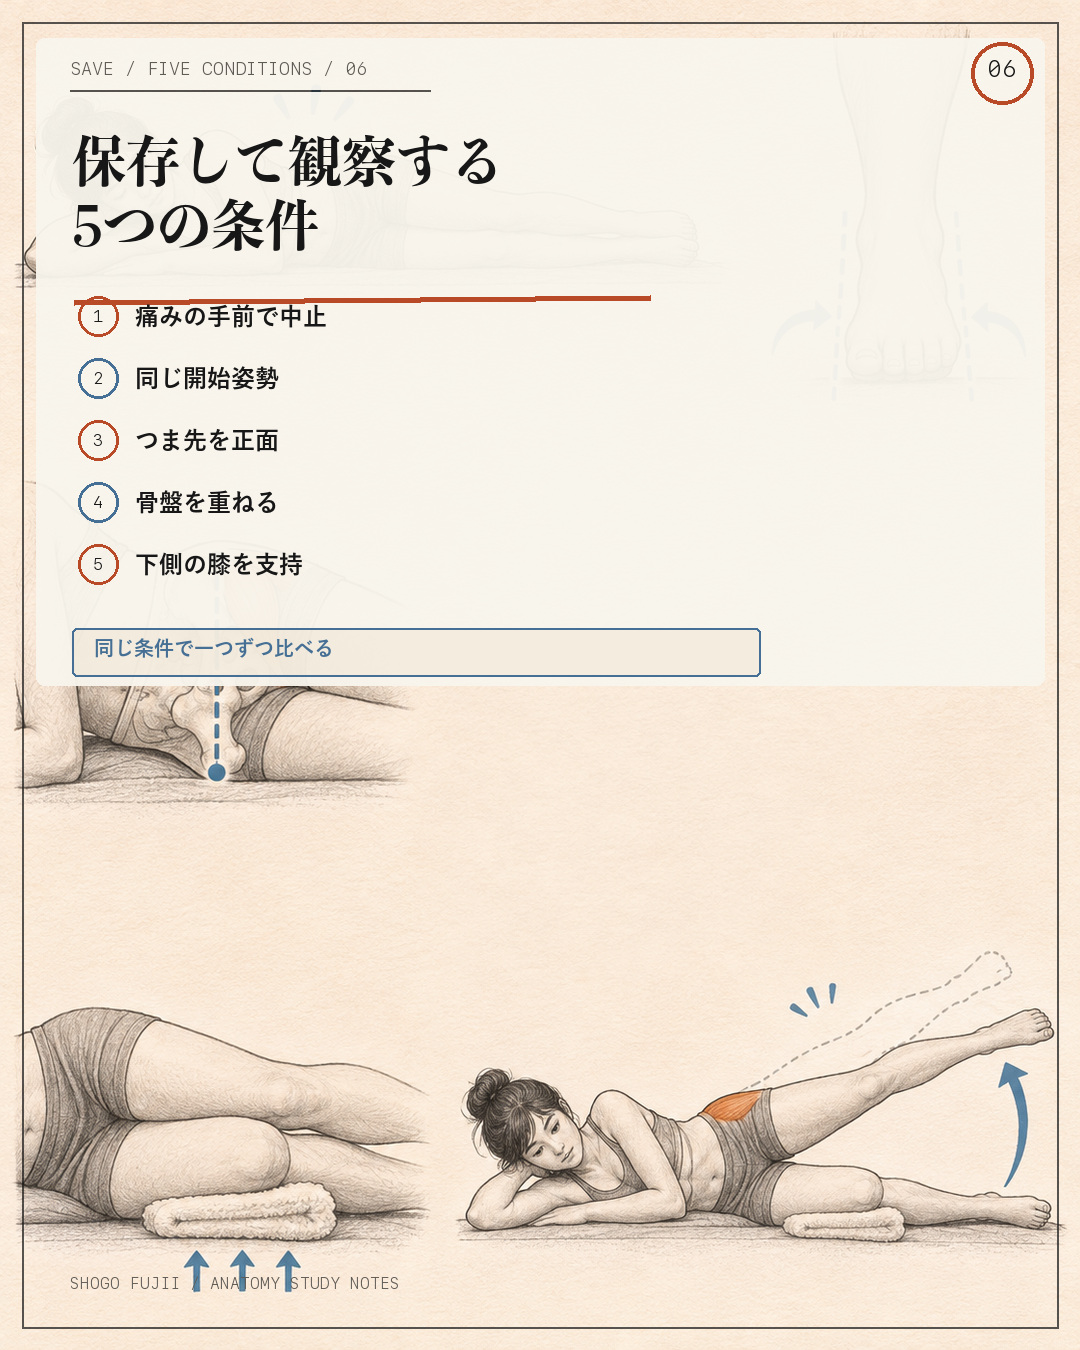 SAVE / FIVE CONDITIONS / 06
06
保存して観察する
5つの条件
1 痛みの手前で中止
2 同じ開始姿勢
3 つま先を正面
4 骨盤を重ねる
5 下側の膝を支持
同じ条件で一つずつ比べる
SHOGO FUJII / ANATOMY STUDY NOTES